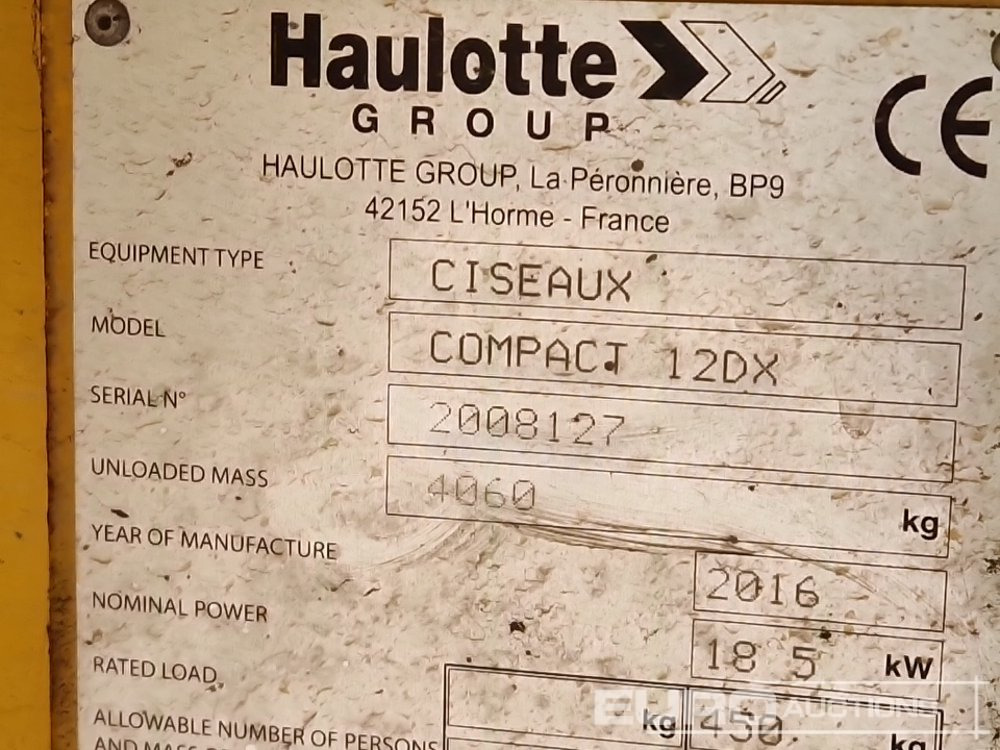 Haulotte
GROUP
CE
HAULOTTE GROUP, La Péronnière, BP9
42152 L'Horme - France
EQUIPMENT TYPE CISEAUX
MODEL COMPACT 12DX
SERIAL N° 2008127
UNLOADED MASS 4060 kg
YEAR OF MANUFACTURE 2016
NOMINAL POWER 18 5 kW
RATED LOAD kg 450 kg
ALLOWABLE NUMBER OF PERSONS
AND MASS
EURO AUCTIONS